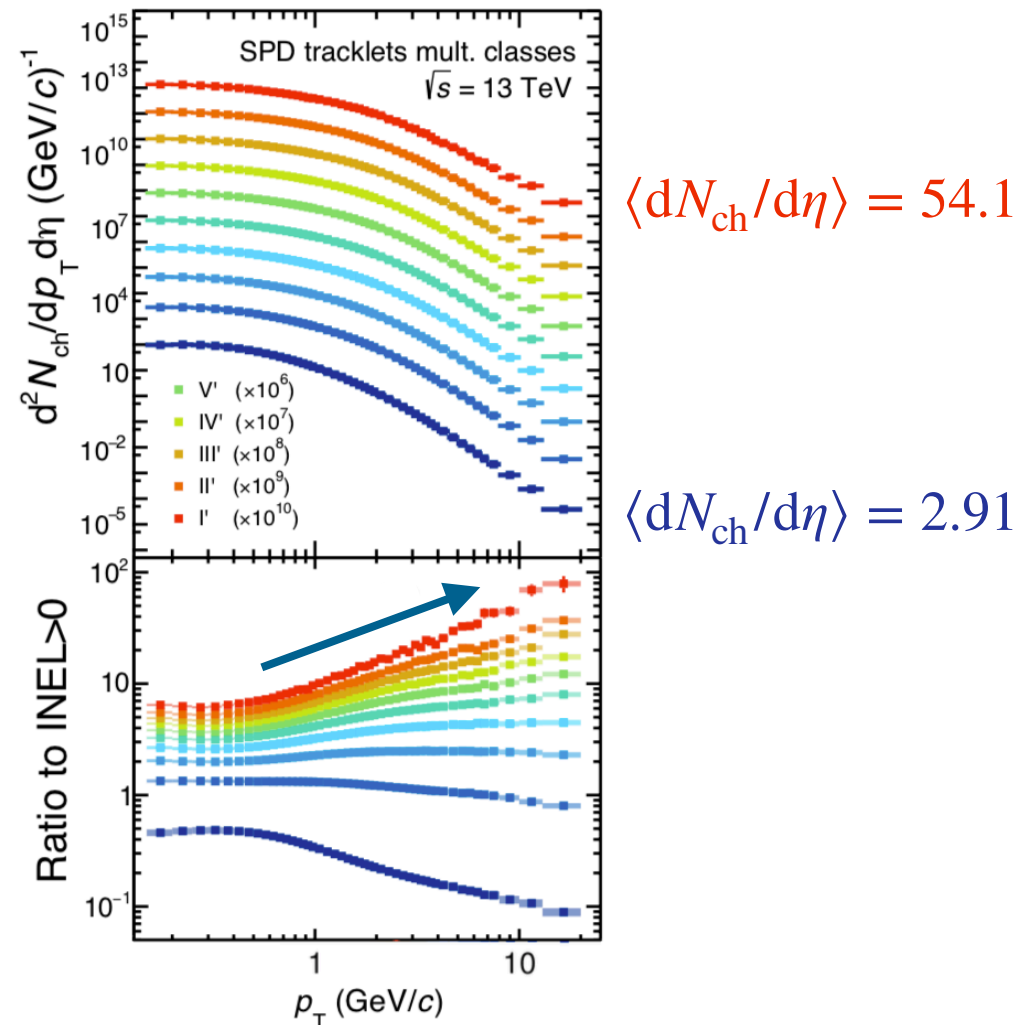 10¹⁵
10¹³
10¹⁰
10⁷
10⁴
10
10⁻²
10⁻⁵
d²N_ch/dp_T dη (GeV/c)⁻¹
SPD tracklets mult. classes
√s = 13 TeV
V' (×10⁶)
IV' (×10⁷)
III' (×10⁸)
II' (×10⁹)
I' (×10¹⁰)
⟨dN_ch/dη⟩ = 54.1
⟨dN_ch/dη⟩ = 2.91
10²
10
1
10⁻¹
Ratio to INEL>0
1 10
p_T (GeV/c)